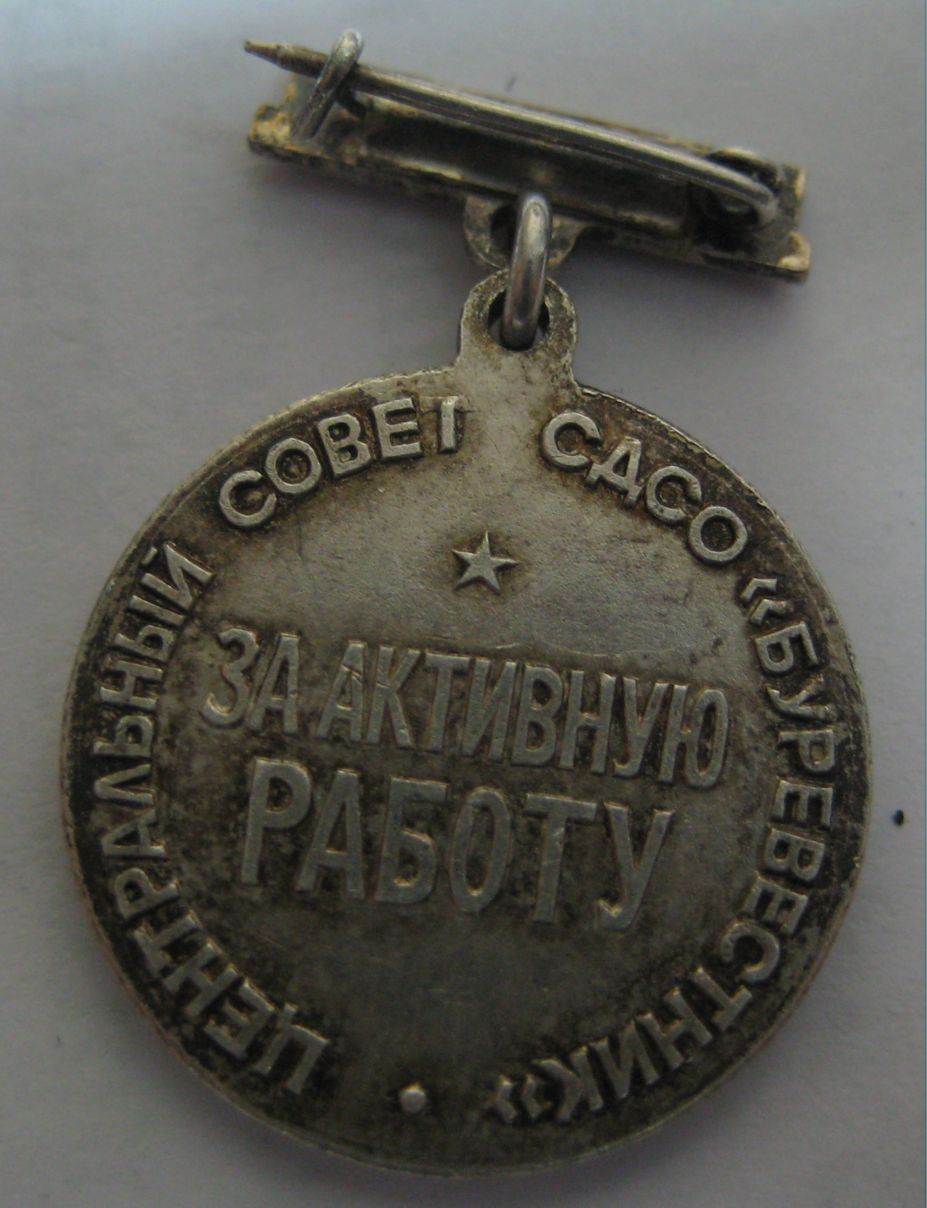 ЦЕНТРАЛЬНЫЙ СОВЕТ СДСО «БУРЕВЕСТНИК»
ЗА АКТИВНУЮ
РАБОТУ